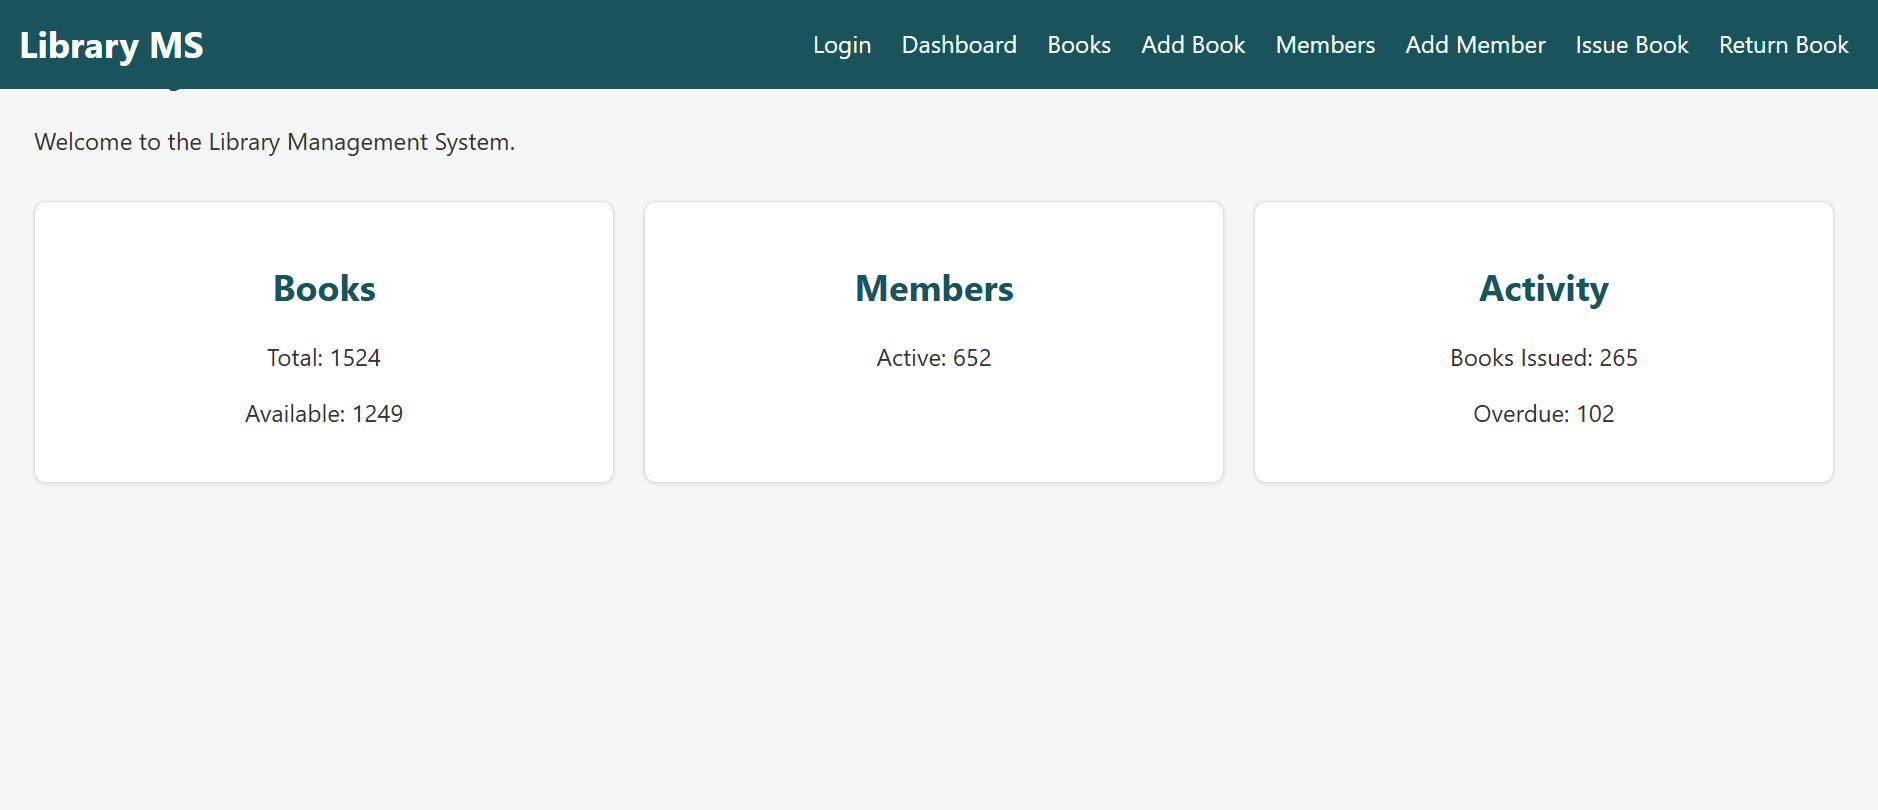 Library MS
Login Dashboard Books Add Book Members Add Member Issue Book Return Book
Welcome to the Library Management System.
Books
Total: 1524
Available: 1249
Members
Active: 652
Activity
Books Issued: 265
Overdue: 102